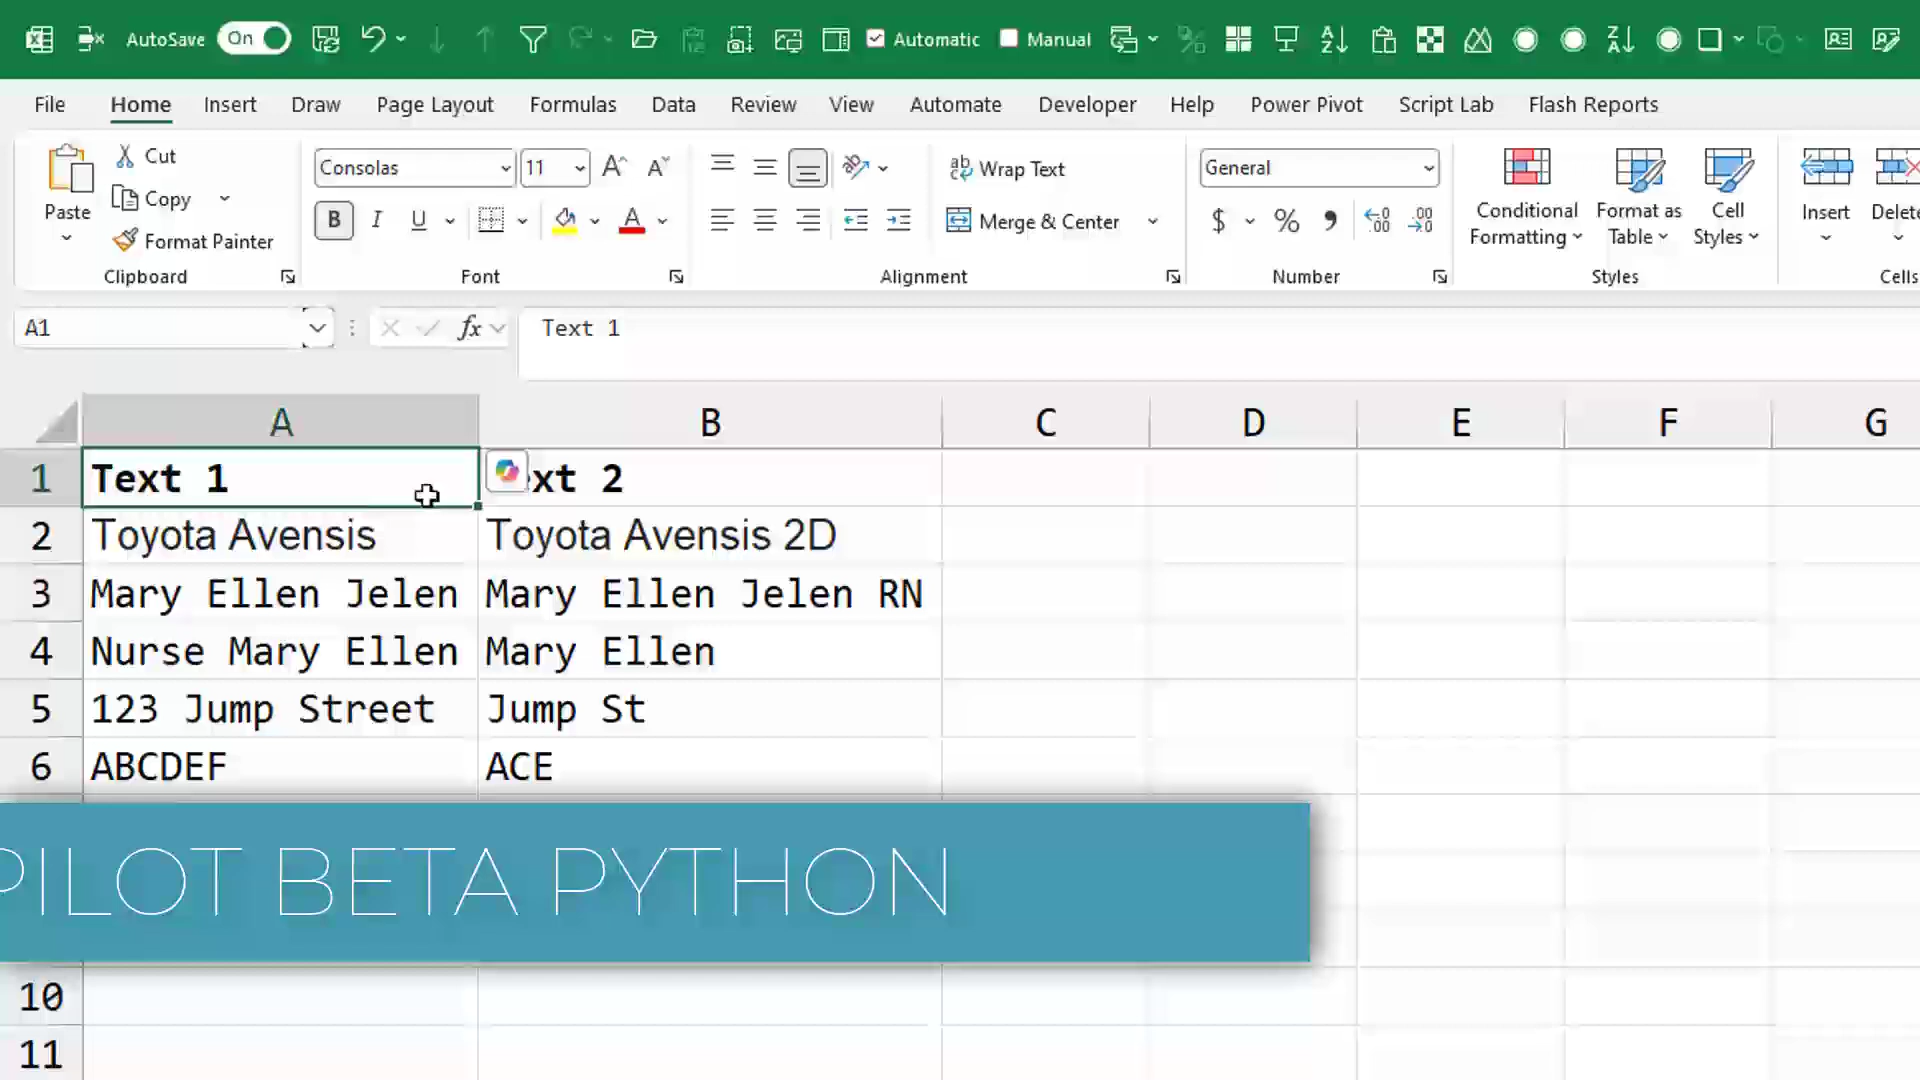 AutoSave On Automatic Manual
File Home Insert Draw Page Layout Formulas Data Review View Automate Developer Help Power Pivot Script Lab Flash Reports
Paste
Cut
Copy
Format Painter
Clipboard
Consolas 11
B I U
Font
Wrap Text
Merge & Center
Alignment
General
$ % 9
Number
Conditional Formatting
Format as Table
Cell Styles
Styles
Insert
Delete
Cells
A1 fx Text 1
A B C D E F G
1 Text 1 ext 2
2 Toyota Avensis Toyota Avensis 2D
3 Mary Ellen Jelen Mary Ellen Jelen RN
4 Nurse Mary Ellen Mary Ellen
5 123 Jump Street Jump St
6 ABCDEF ACE
PILOT BETA PYTHON
10
11